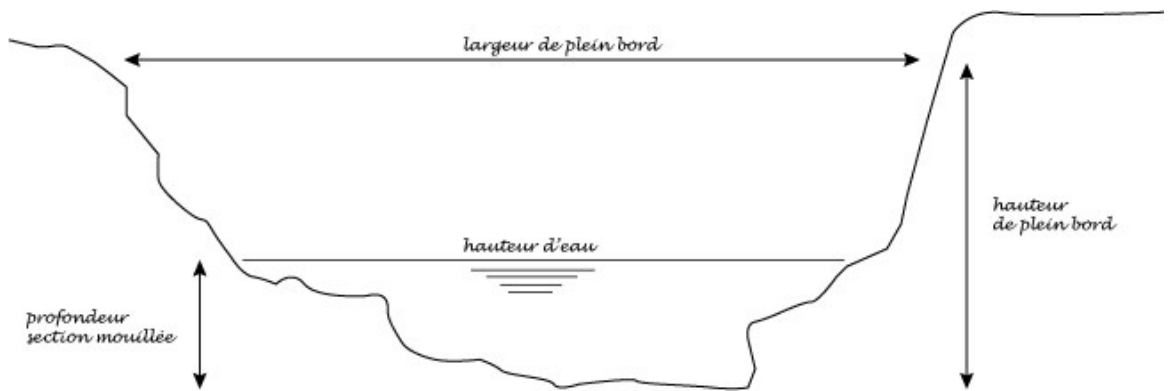 largeur de plein bord
hauteur
de plein bord
hauteur d'eau
profondeur
section mouillée